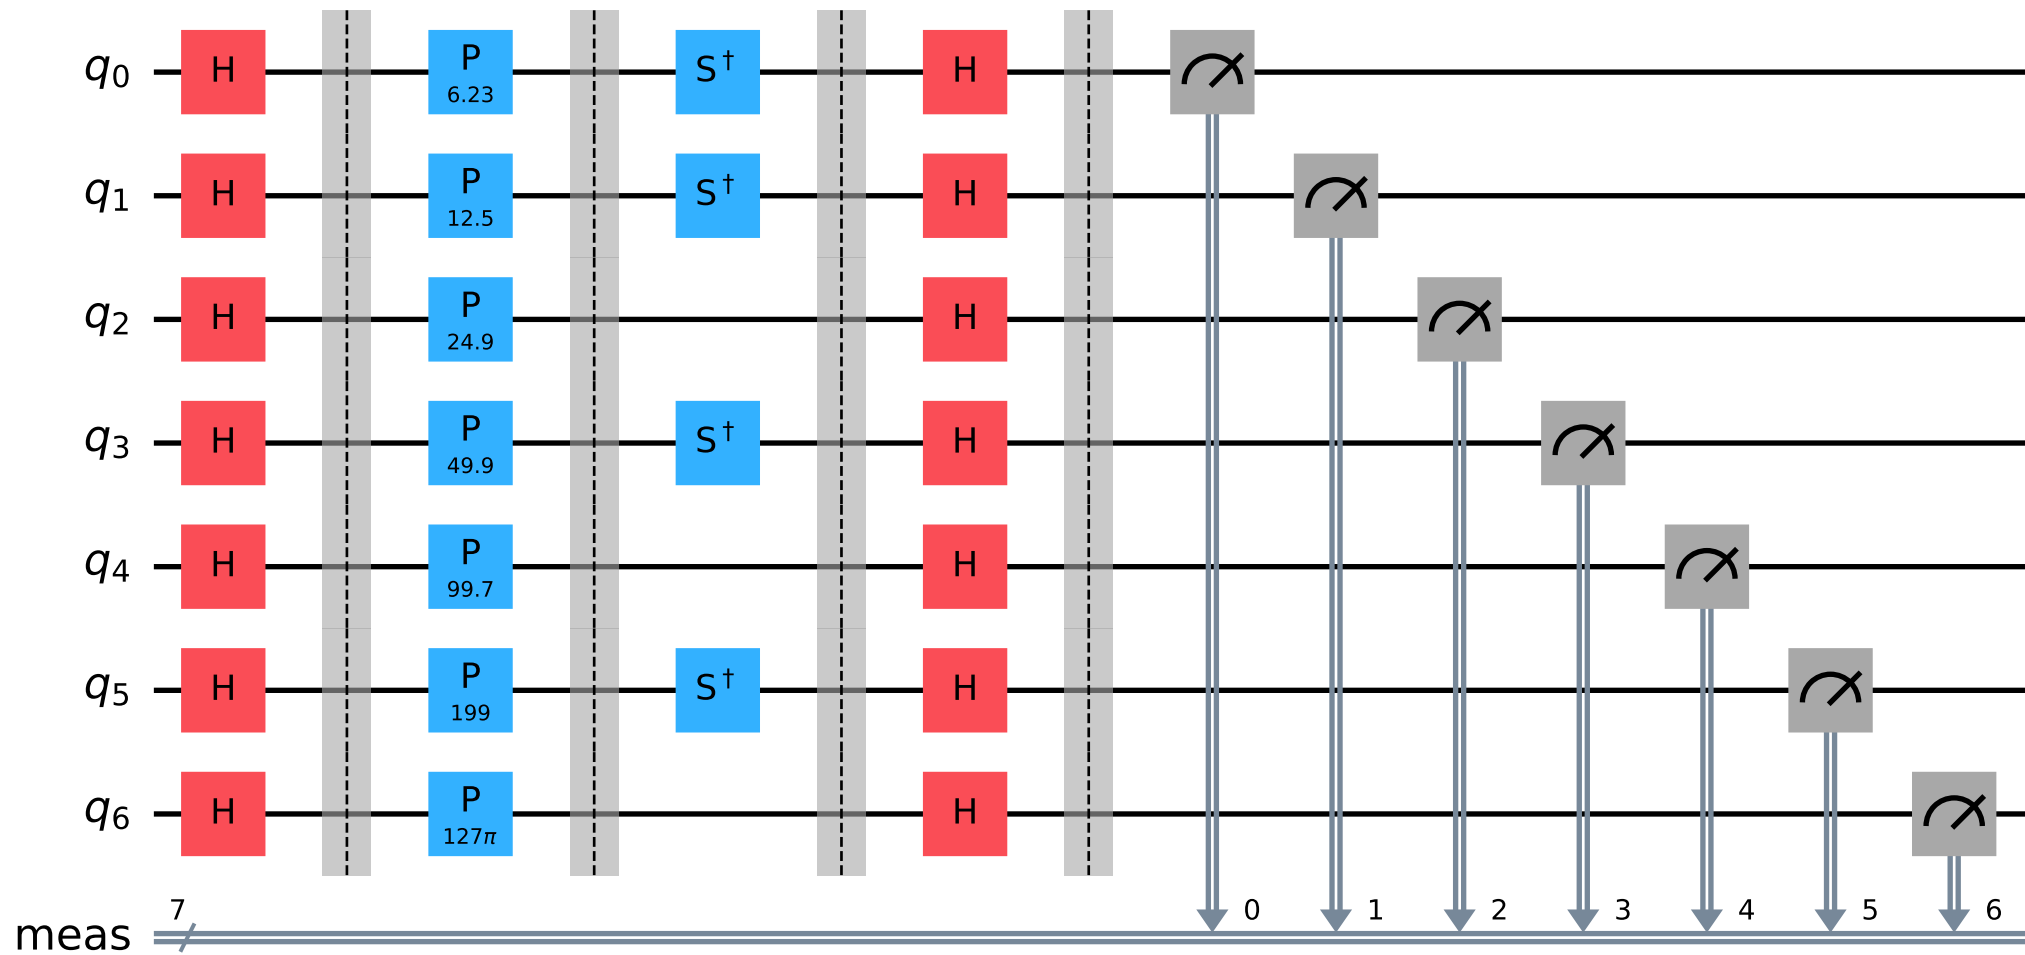 q0 H P 6.23 S† H
q1 H P 12.5 S† H
q2 H P 24.9 H
q3 H P 49.9 S† H
q4 H P 99.7 H
q5 H P 199 S† H
q6 H P 127π H
7 0 1 2 3 4 5 6
meas